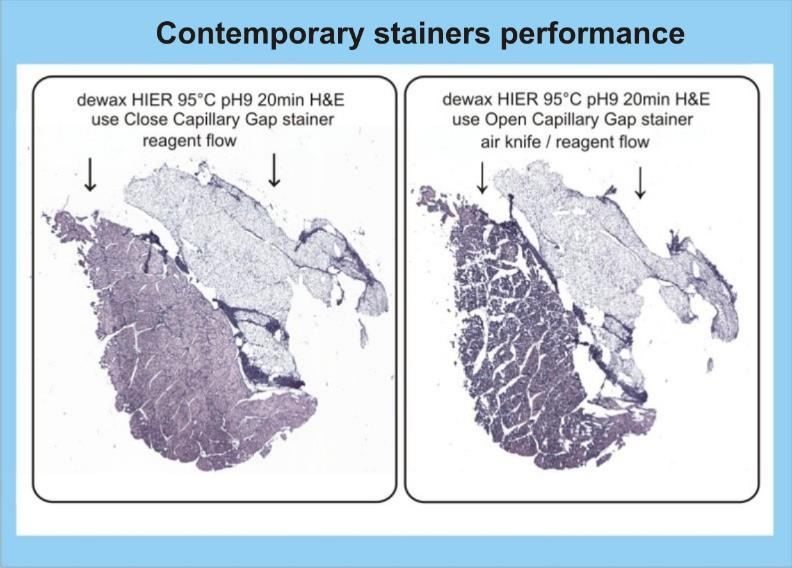 Contemporary stainers performance
dewax HIER 95°C pH9 20min H&E
use Close Capillary Gap stainer
reagent flow
dewax HIER 95°C pH9 20min H&E
use Open Capillary Gap stainer
air knife / reagent flow